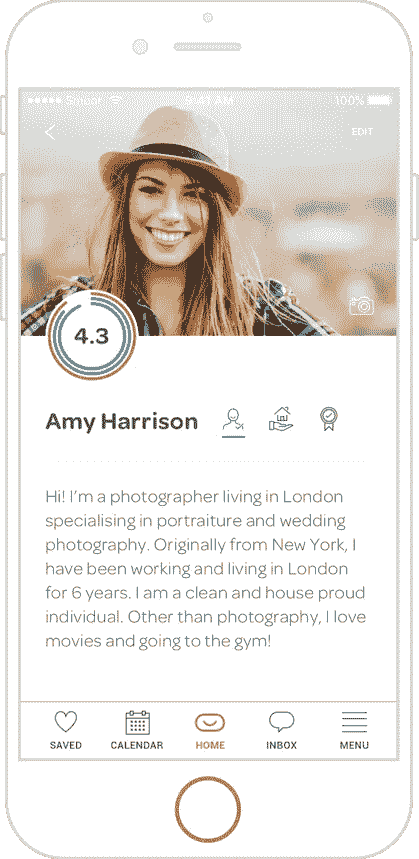 9:41 AM
100%
EDIT
4.3
Amy Harrison
Hi! I'm a photographer living in London
specialising in portraiture and wedding
photography. Originally from New York, I
have been working and living in London
for 6 years. I am a clean and house proud
individual. Other than photography, I love
movies and going to the gym!
SAVED
CALENDAR
HOME
INBOX
MENU